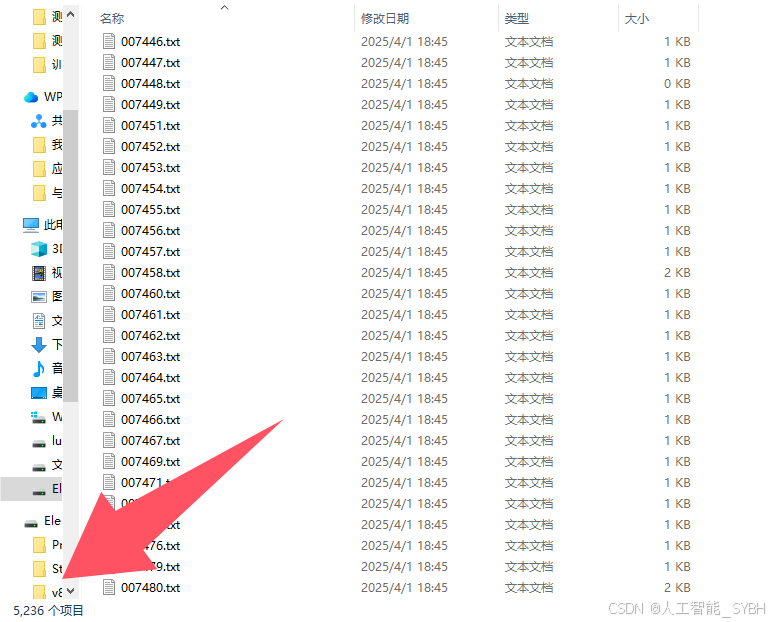 测
测
训
WP
共
我
应
与
此电
3D
视
图
文
下
音
桌
W
lu
文
El
Ele
Pr
St
v8
名称 修改日期 类型 大小
007446.txt 2025/4/1 18:45 文本文档 1 KB
007447.txt 2025/4/1 18:45 文本文档 1 KB
007448.txt 2025/4/1 18:45 文本文档 0 KB
007449.txt 2025/4/1 18:45 文本文档 1 KB
007451.txt 2025/4/1 18:45 文本文档 1 KB
007452.txt 2025/4/1 18:45 文本文档 1 KB
007453.txt 2025/4/1 18:45 文本文档 1 KB
007454.txt 2025/4/1 18:45 文本文档 1 KB
007455.txt 2025/4/1 18:45 文本文档 1 KB
007456.txt 2025/4/1 18:45 文本文档 1 KB
007457.txt 2025/4/1 18:45 文本文档 1 KB
007458.txt 2025/4/1 18:45 文本文档 2 KB
007460.txt 2025/4/1 18:45 文本文档 1 KB
007461.txt 2025/4/1 18:45 文本文档 1 KB
007462.txt 2025/4/1 18:45 文本文档 1 KB
007463.txt 2025/4/1 18:45 文本文档 1 KB
007464.txt 2025/4/1 18:45 文本文档 1 KB
007465.txt 2025/4/1 18:45 文本文档 1 KB
007466.txt 2025/4/1 18:45 文本文档 1 KB
007467.txt 2025/4/1 18:45 文本文档 1 KB
007469.txt 2025/4/1 18:45 文本文档 1 KB
007471 2025/4/1 18:45 文本文档 1 KB
2025/4/1 18:45 文本文档 1 KB
2025/4/1 18:45 文本文档 1 KB
76.txt 2025/4/1 18:45 文本文档 1 KB
79.txt 2025/4/1 18:45 文本文档 1 KB
007480.txt 2025/4/1 18:45 文本文档 2 KB
5,236 个项目
CSDN @人工智能_SYBH